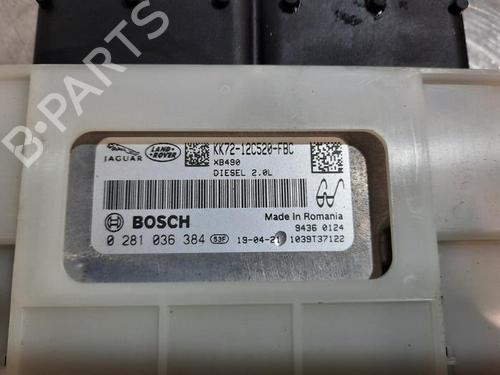 B-PARTS
JAGUAR
LAND-ROVER
KK72-12C520-FBC
XB490
DIESEL 2.0L
BOSCH
Made in Romania
9436 0124
0 281 036 384 53F 19-04-21 1039T37122